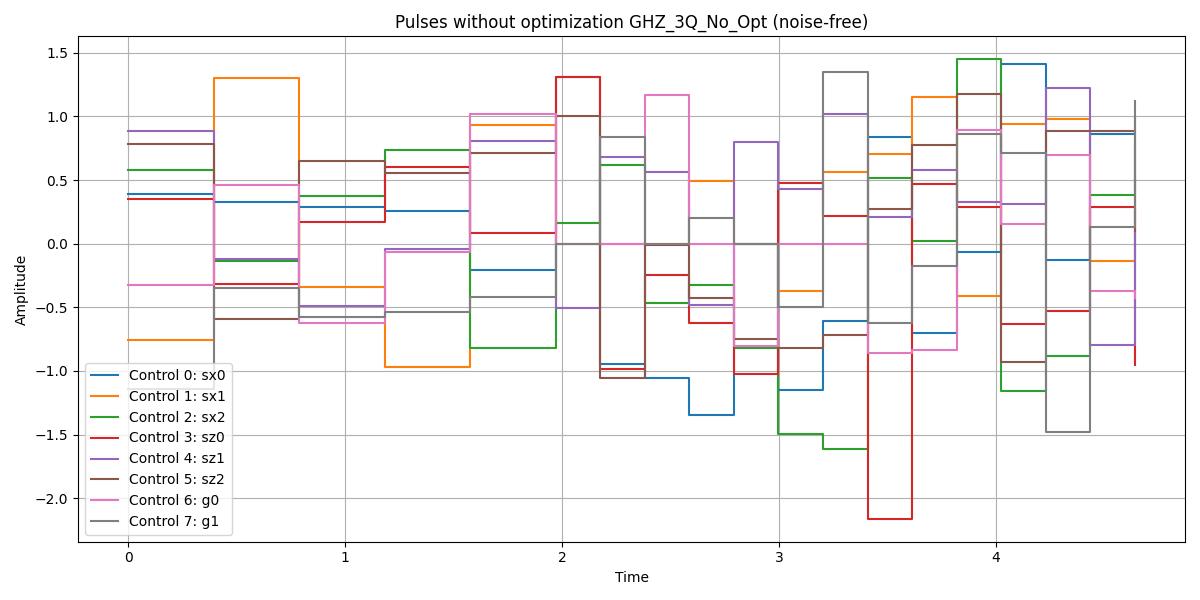 Pulses without optimization GHZ_3Q_No_Opt (noise-free)
1.5
1.0
0.5
0.0
−0.5
−1.0
−1.5
−2.0
Amplitude
Control 0: sx0
Control 1: sx1
Control 2: sx2
Control 3: sz0
Control 4: sz1
Control 5: sz2
Control 6: g0
Control 7: g1
0 1 2 3 4
Time